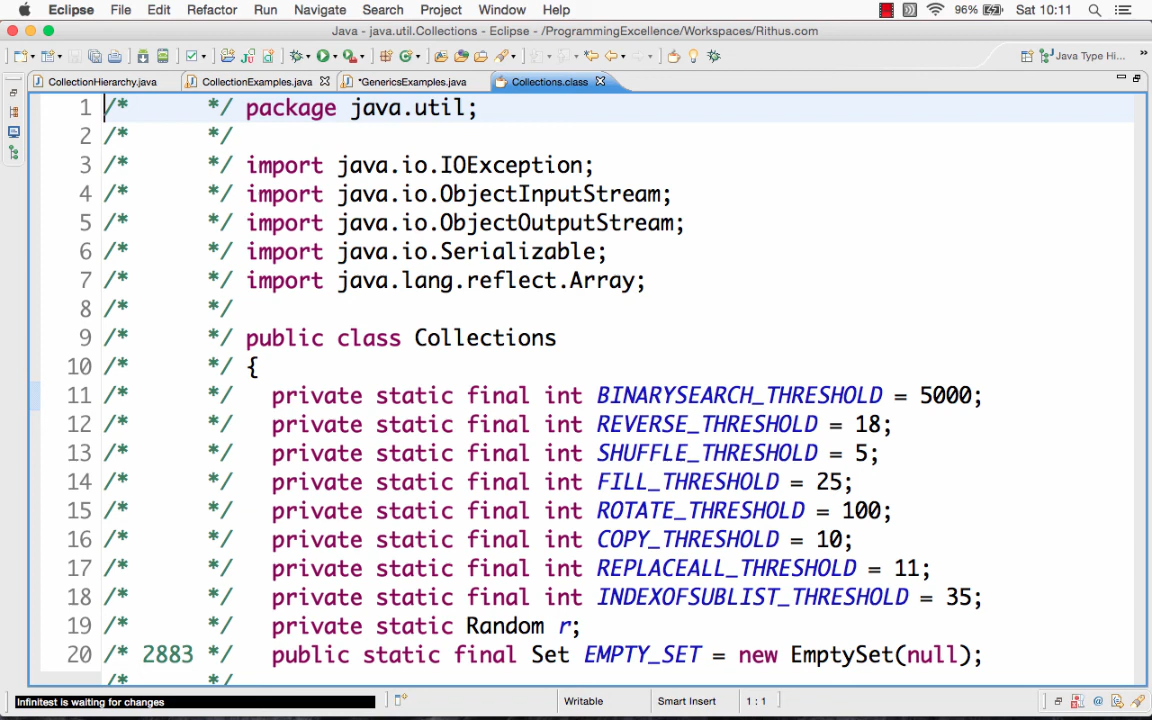 Eclipse File Edit Refactor Run Navigate Search Project Window Help 96% Sat 10:11
Java - java.util.Collections - Eclipse - /ProgrammingExcellence/Workspaces/Rithus.com
Java Type Hi...
CollectionHierarchy.java CollectionExamples.java *GenericsExamples.java Collections.class
1 /* */ package java.util;
2 /* */
3 /* */ import java.io.IOException;
4 /* */ import java.io.ObjectInputStream;
5 /* */ import java.io.ObjectOutputStream;
6 /* */ import java.io.Serializable;
7 /* */ import java.lang.reflect.Array;
8 /* */
9 /* */ public class Collections
10 /* */ {
11 /* */ private static final int BINARYSEARCH_THRESHOLD = 5000;
12 /* */ private static final int REVERSE_THRESHOLD = 18;
13 /* */ private static final int SHUFFLE_THRESHOLD = 5;
14 /* */ private static final int FILL_THRESHOLD = 25;
15 /* */ private static final int ROTATE_THRESHOLD = 100;
16 /* */ private static final int COPY_THRESHOLD = 10;
17 /* */ private static final int REPLACEALL_THRESHOLD = 11;
18 /* */ private static final int INDEXOFSUBLIST_THRESHOLD = 35;
19 /* */ private static Random r;
20 /* 2883 */ public static final Set EMPTY_SET = new EmptySet(null);
/* */
Infinitest is waiting for changes Writable Smart Insert 1 : 1